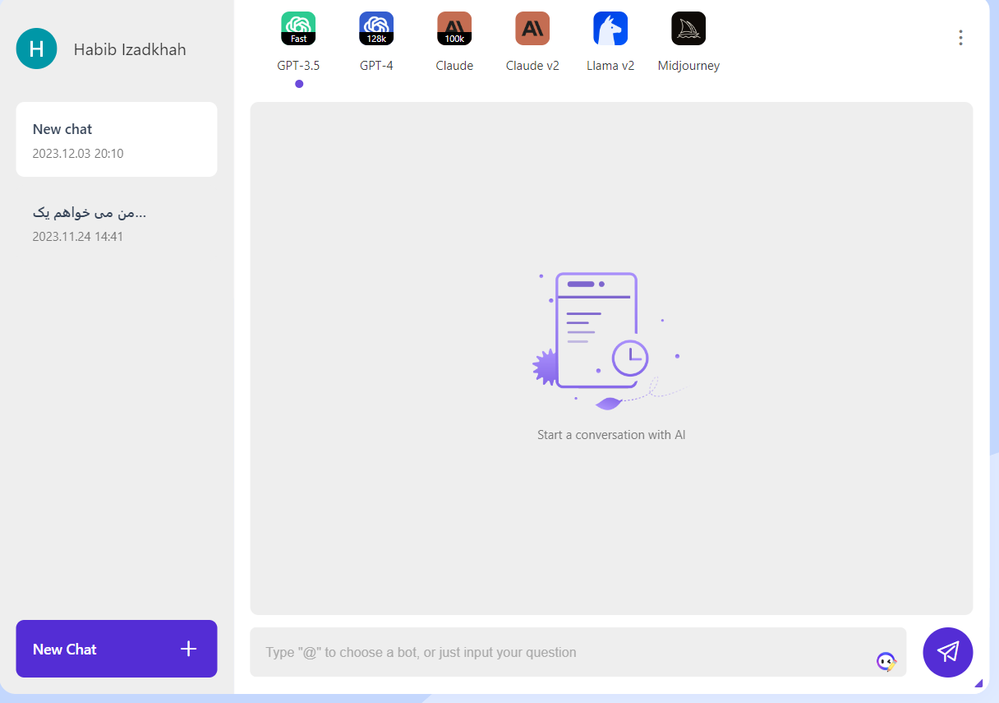 H
Habib Izadkhah
New chat
2023.12.03 20:10
من می خواهم یک...
2023.11.24 14:41
New Chat
Fast
128k
100k
GPT-3.5
GPT-4
Claude
Claude v2
Llama v2
Midjourney
Start a conversation with AI
Type "@" to choose a bot, or just input your question